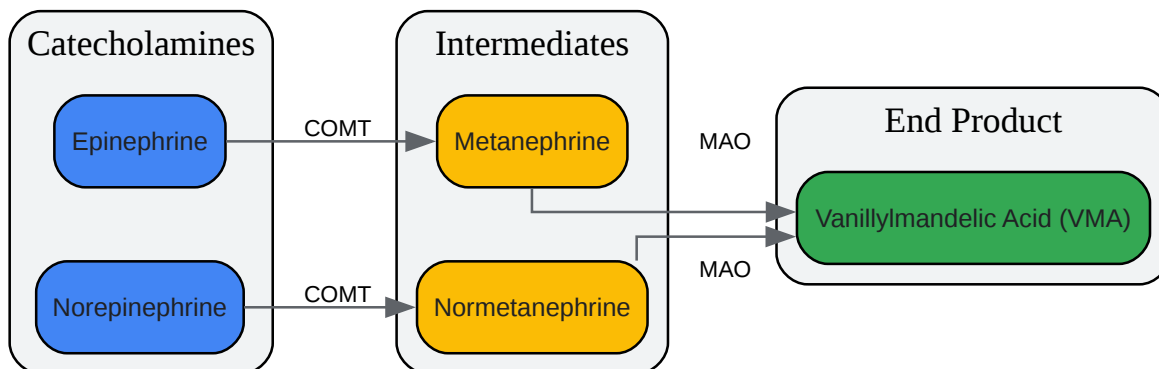 Catecholamines
Intermediates
End Product
Epinephrine
COMT
Metanephrine
MAO
Vanillylmandelic Acid (VMA)
Norepinephrine
COMT
Normetanephrine
MAO